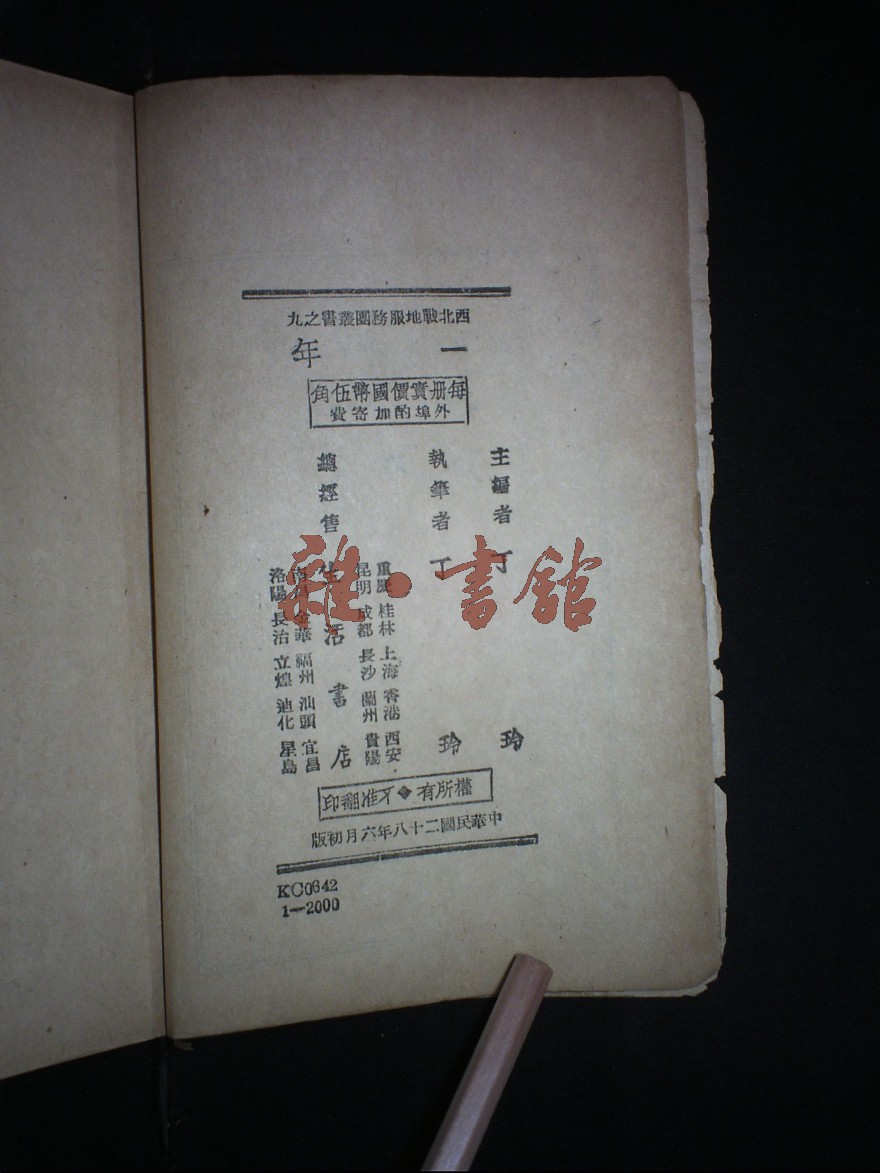 西北戰地服務團叢書之九
一年
每册實價國幣伍角
外埠酌加寄費
主編者 丁玲
執筆者 丁玲
總經售 生活書店
重慶 桂林 上海 香港 西安
昆明 成都 長沙 蘭州 貴陽
南昌 金華 福州 汕頭 宜昌
洛陽 長治 立煌 迪化 星島
權所有◆不准翻印
中華民國二十八年六月初版
KC0642
1—2000
雜·書館